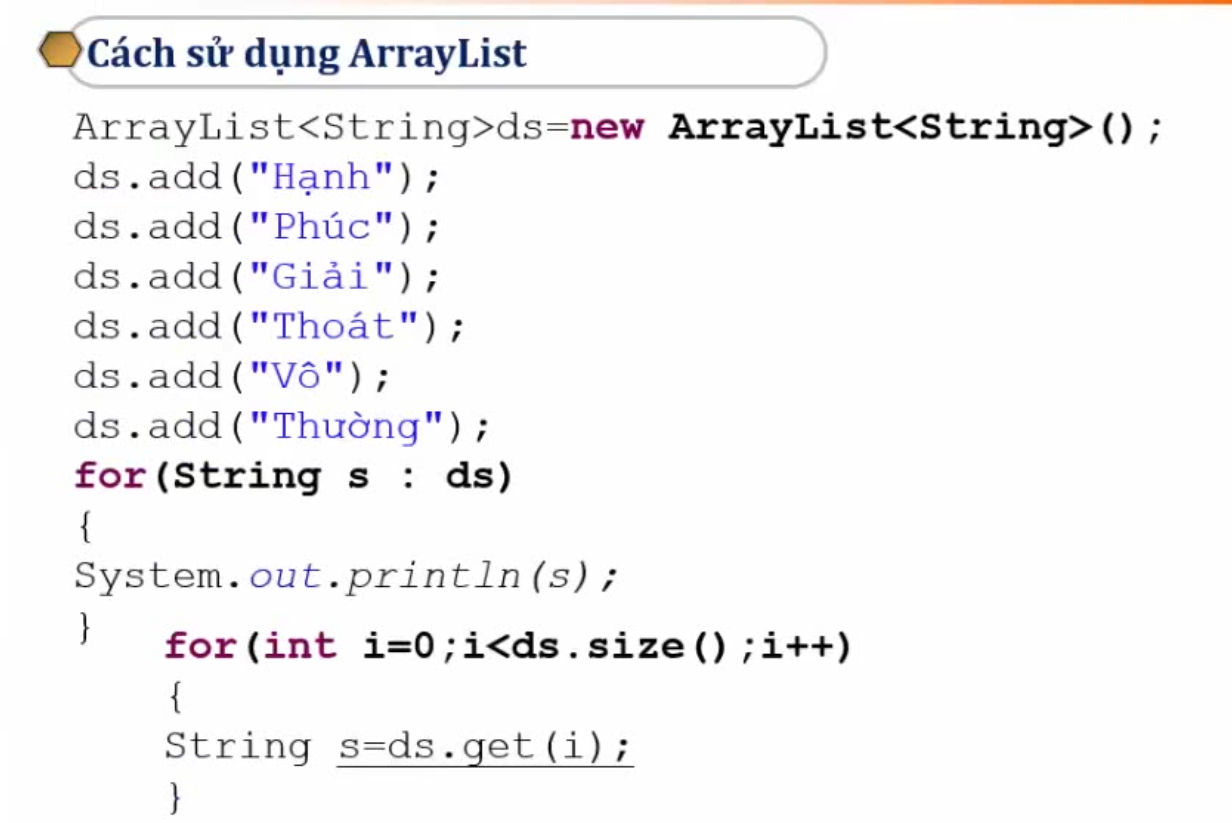 Cách sử dụng ArrayList
ArrayList<String>ds=new ArrayList<String>();
ds.add("Hạnh");
ds.add("Phúc");
ds.add("Giải");
ds.add("Thoát");
ds.add("Vô");
ds.add("Thường");
for(String s : ds)
{
System.out.println(s);
}
for(int i=0;i<ds.size();i++)
{
String s=ds.get(i);
}